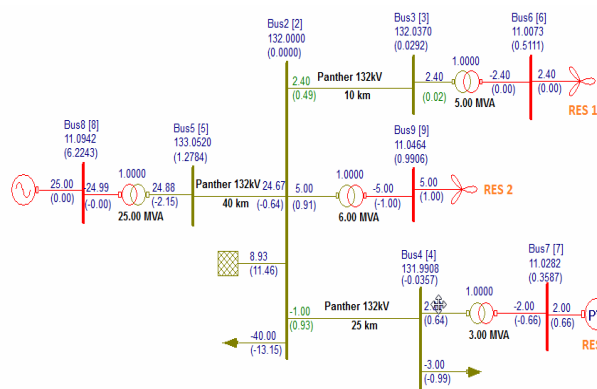 Bus2 [2]
132.0000
(0.0000)
Bus3 [3]
132.0370
(0.0292)
Bus6 [6]
11.0073
(0.5111)
2.40
(0.49)
Panther 132kV
10 km
2.40
(0.02)
1.0000
5.00 MVA
-2.40
(0.00)
2.40
(0.00)
RES 1
Bus8 [8]
11.0942
(6.2243)
Bus5 [5]
133.0520
(1.2784)
Bus9 [9]
11.0464
(0.9906)
25.00
(0.00)
-24.99
(-0.00)
1.0000
25.00 MVA
24.88
(-2.15)
Panther 132kV
40 km
24.67
(-0.64)
5.00
(0.91)
1.0000
6.00 MVA
-5.00
(-1.00)
5.00
(1.00)
RES 2
8.93
(11.46)
Bus4 [4]
131.9908
(-0.0357)
Bus7 [7]
11.0282
(0.3587)
-1.00
(0.93)
Panther 132kV
25 km
(0.64)
1.0000
3.00 MVA
-2.00
(-0.66)
2.00
(0.66)
RES
-40.00
(-13.15)
-3.00
(-0.99)